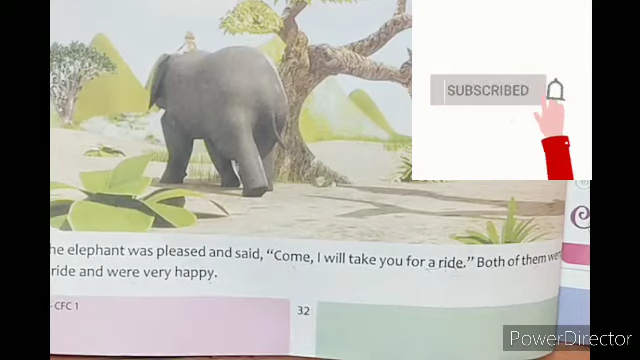 SUBSCRIBED
he elephant was pleased and said, “Come, I will take you for a ride.” Both of them we
ride and were very happy.
- CFC 1
32
PowerDirector